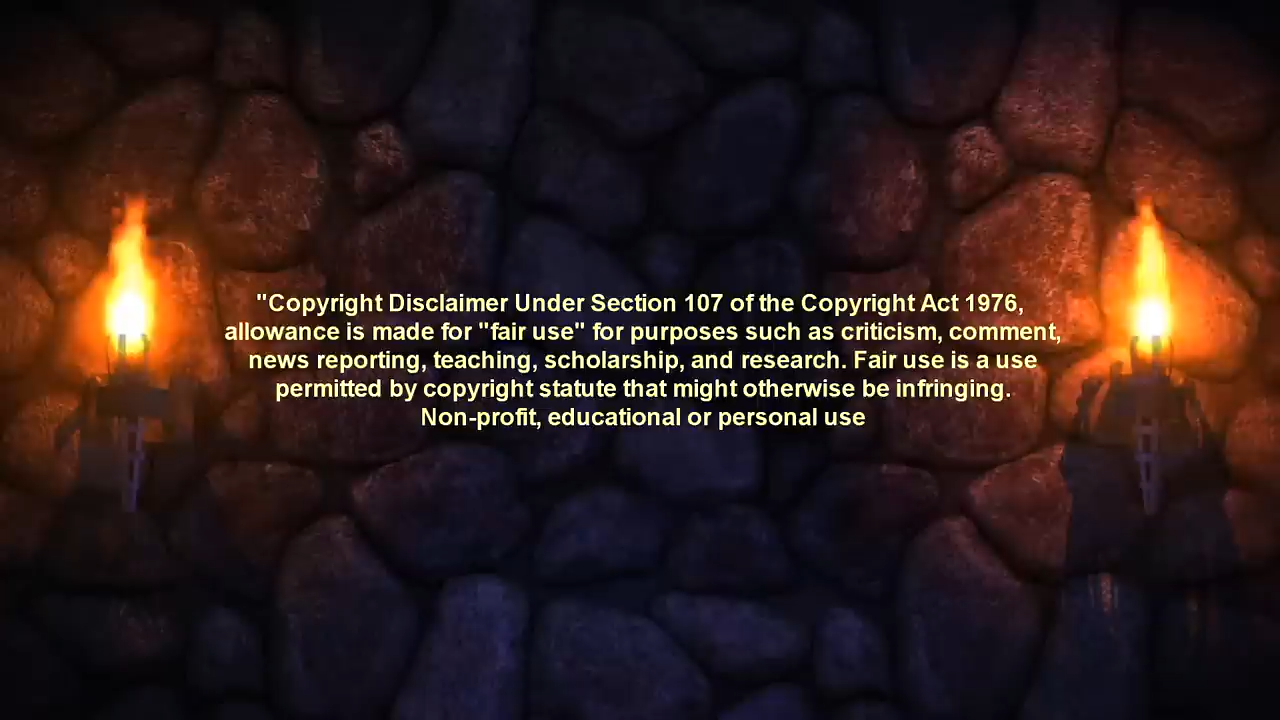 "Copyright Disclaimer Under Section 107 of the Copyright Act 1976,
allowance is made for "fair use" for purposes such as criticism, comment,
news reporting, teaching, scholarship, and research. Fair use is a use
permitted by copyright statute that might otherwise be infringing.
Non-profit, educational or personal use